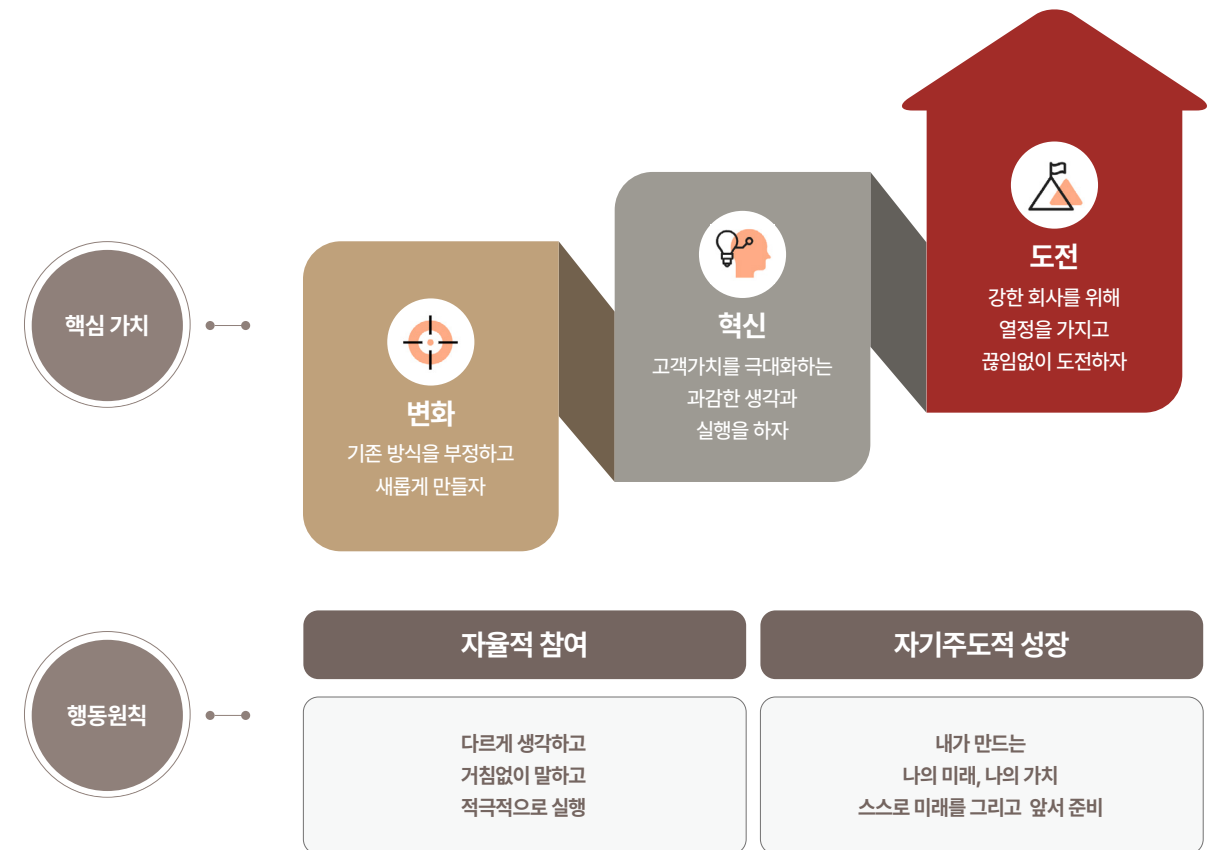 핵심 가치
변화
기존 방식을 부정하고
새롭게 만들자
혁신
고객가치를 극대화하는
과감한 생각과
실행을 하자
도전
강한 회사를 위해
열정을 가지고
끊임없이 도전하자
행동원칙
자율적 참여
다르게 생각하고
거침없이 말하고
적극적으로 실행
자기주도적 성장
내가 만드는
나의 미래, 나의 가치
스스로 미래를 그리고 앞서 준비